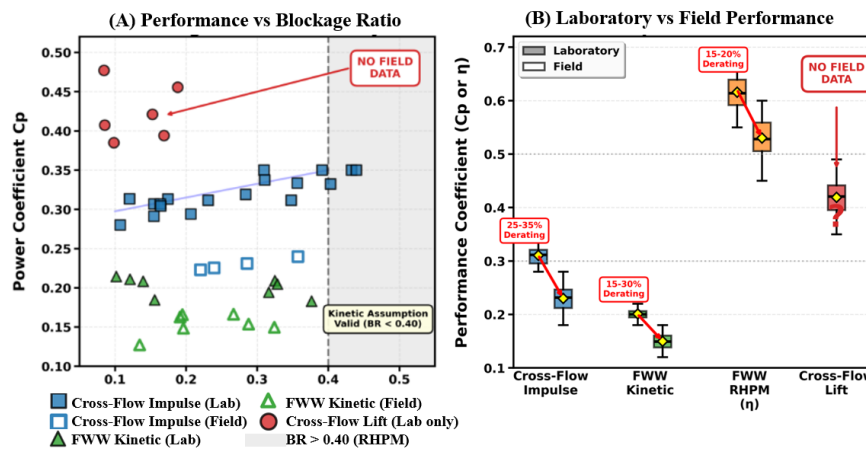 (A) Performance vs Blockage Ratio
0.50
0.45
0.40
0.35
0.30
0.25
0.20
0.15
0.10
Power Coefficient Cp
NO FIELD
DATA
Kinetic Assumption
Valid (BR < 0.40)
0.1
0.2
0.3
0.4
0.5
Cross-Flow Impulse (Lab)
Cross-Flow Impulse (Field)
FWW Kinetic (Lab)
FWW Kinetic (Field)
Cross-Flow Lift (Lab only)
BR > 0.40 (RHPM)
(B) Laboratory vs Field Performance
0.7
0.6
0.5
0.4
0.3
0.2
0.1
Performance Coefficient (Cp or η)
Laboratory
Field
25-35%
Derating
15-30%
Derating
15-20%
Derating
NO FIELD
DATA
Cross-Flow
Impulse
FWW
Kinetic
FWW
RHPM
(η)
Cross-Flow
Lift